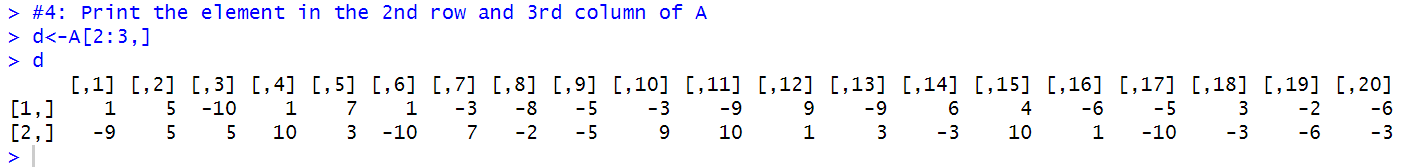 > #4: Print the element in the 2nd row and 3rd column of A
> d<-A[2:3,]
> d
     [,1] [,2] [,3] [,4] [,5] [,6] [,7] [,8] [,9] [,10] [,11] [,12] [,13] [,14] [,15] [,16] [,17] [,18] [,19] [,20]
[1,]    1    5  -10    1    7    1   -3   -8   -5    -3    -9     9    -9     6     4    -6    -5     3    -2    -6
[2,]   -9    5    5   10    3  -10    7   -2   -5     9    10     1     3    -3    10     1   -10    -3    -6    -3
>